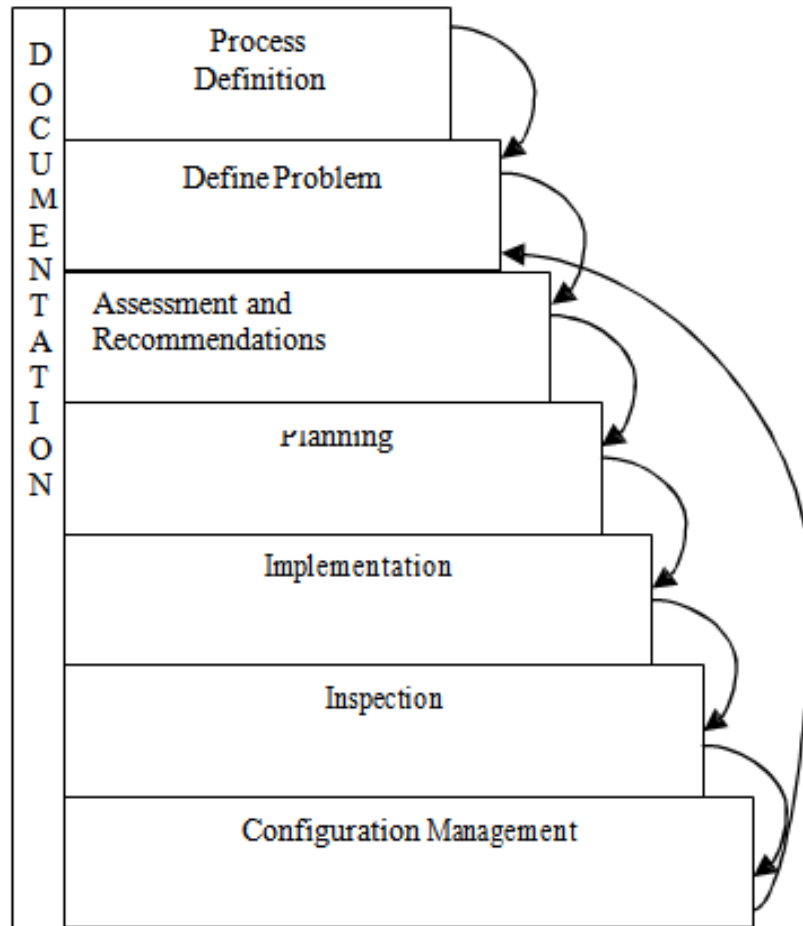 DOCUMENTATION
Process
Definition
Define Problem
Assessment and
Recommendations
Planning
Implementation
Inspection
Configuration Management